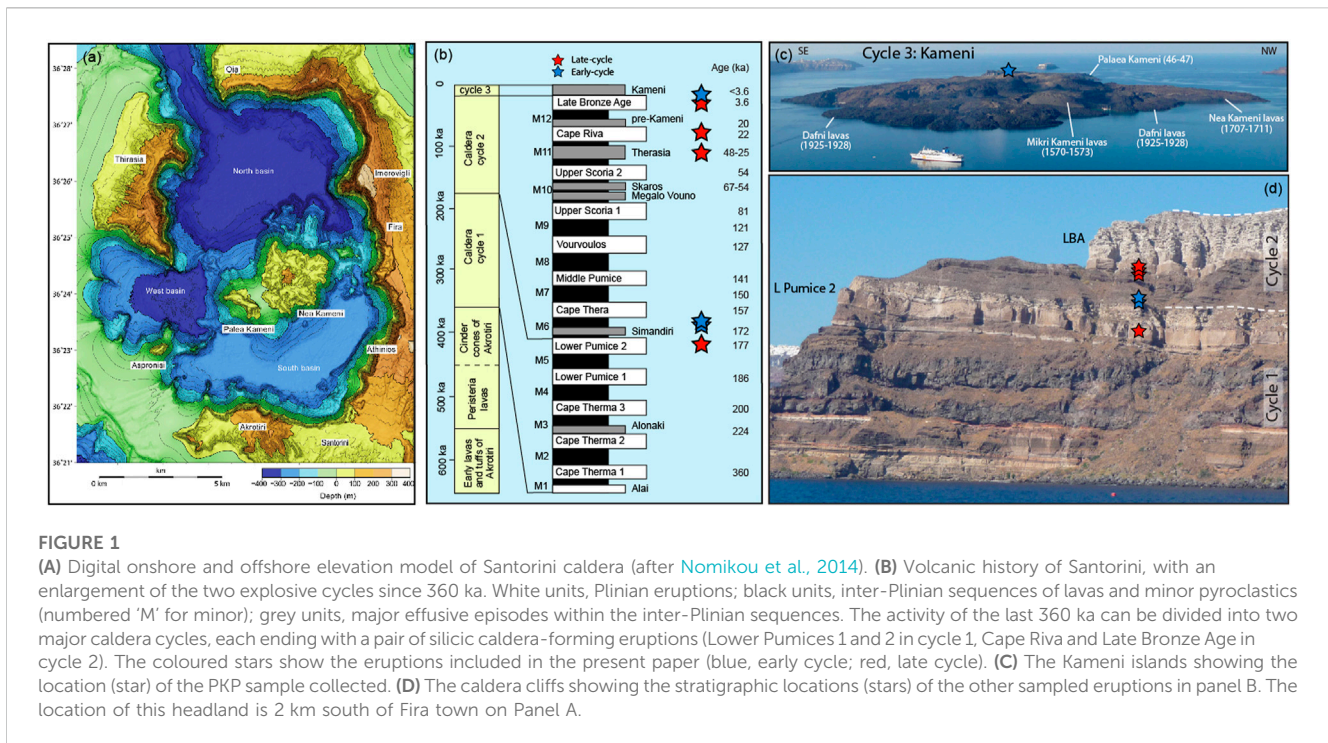 (a)
36°28'
36°27'
36°26'
36°25'
36°24'
36°23'
36°22'
36°21'
Oia
Thirasia
North basin
Imerovigli
Fira
West basin
Nea Kameni
Palea Kameni
Athinios
Aspronisi
South basin
Akrotiri
Santorini
km
0 km 5 km
−400 −300 −200 −100 0 100 200 300 400
Depth (m)
(b)
Late-cycle
Early-cycle
Age (ka)
0
100 ka
200 ka
300 ka
400 ka
500 ka
600 ka
cycle 3
Caldera cycle 2
Caldera cycle 1
Cinder cones of Akrotiri
Peristeria lavas
Early lavas and tuffs of Akrotiri
Kameni <3.6
Late Bronze Age 3.6
M12 pre-Kameni 20
Cape Riva 22
M11 Therasia 48-25
Upper Scoria 2 54
M10 Skaros 67-54
Megalo Vouno
Upper Scoria 1 81
M9 121
Vourvoulos 127
M8
Middle Pumice 141
M7 150
Cape Thera 157
M6 Simandiri 172
Lower Pumice 2 177
M5
Lower Pumice 1 186
M4
Cape Therma 3 200
M3 Alonaki 224
Cape Therma 2
M2
Cape Therma 1 360
M1 Alai
(c) SE Cycle 3: Kameni NW
Palaea Kameni (46-47)
Dafni lavas
(1925-1928)
Mikri Kameni lavas
(1570-1573)
Dafni lavas
(1925-1928)
Nea Kameni lavas
(1707-1711)
(d)
LBA
L Pumice 2
Cycle 2
Cycle 1
FIGURE 1
(A) Digital onshore and offshore elevation model of Santorini caldera (after Nomikou et al., 2014). (B) Volcanic history of Santorini, with an
enlargement of the two explosive cycles since 360 ka. White units, Plinian eruptions; black units, inter-Plinian sequences of lavas and minor pyroclastics
(numbered ‘M’ for minor); grey units, major effusive episodes within the inter-Plinian sequences. The activity of the last 360 ka can be divided into two
major caldera cycles, each ending with a pair of silicic caldera-forming eruptions (Lower Pumices 1 and 2 in cycle 1, Cape Riva and Late Bronze Age in
cycle 2). The coloured stars show the eruptions included in the present paper (blue, early cycle; red, late cycle). (C) The Kameni islands showing the
location (star) of the PKP sample collected. (D) The caldera cliffs showing the stratigraphic locations (stars) of the other sampled eruptions in panel B. The
location of this headland is 2 km south of Fira town on Panel A.